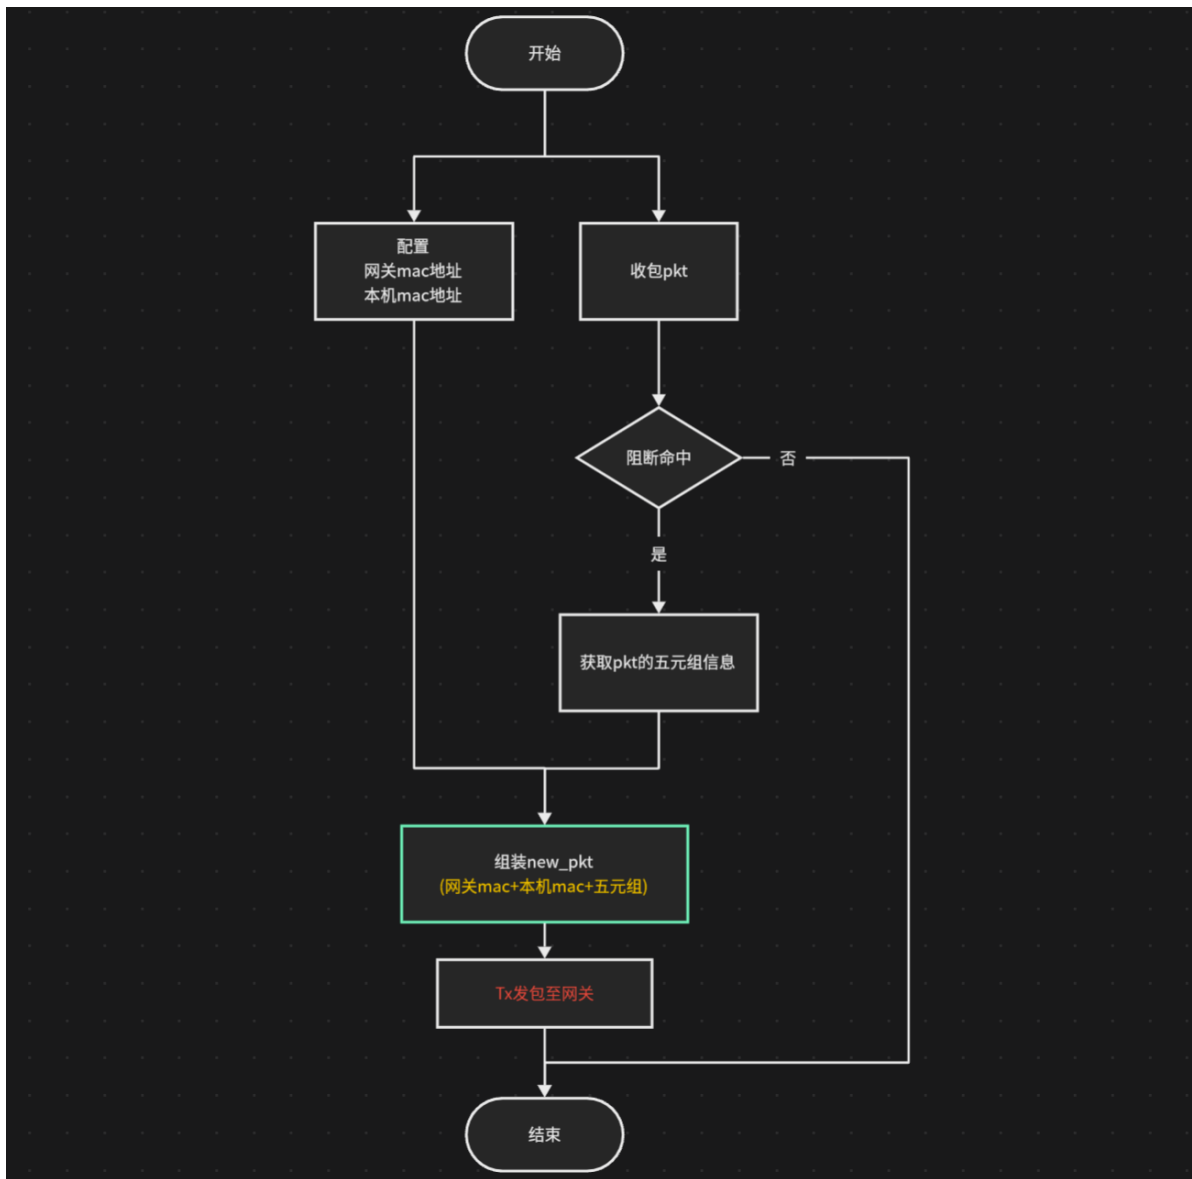 开始
配置
网关mac地址
本机mac地址
收包pkt
阻断命中
否
是
获取pkt的五元组信息
组装new_pkt
(网关mac+本机mac+五元组)
Tx发包至网关
结束